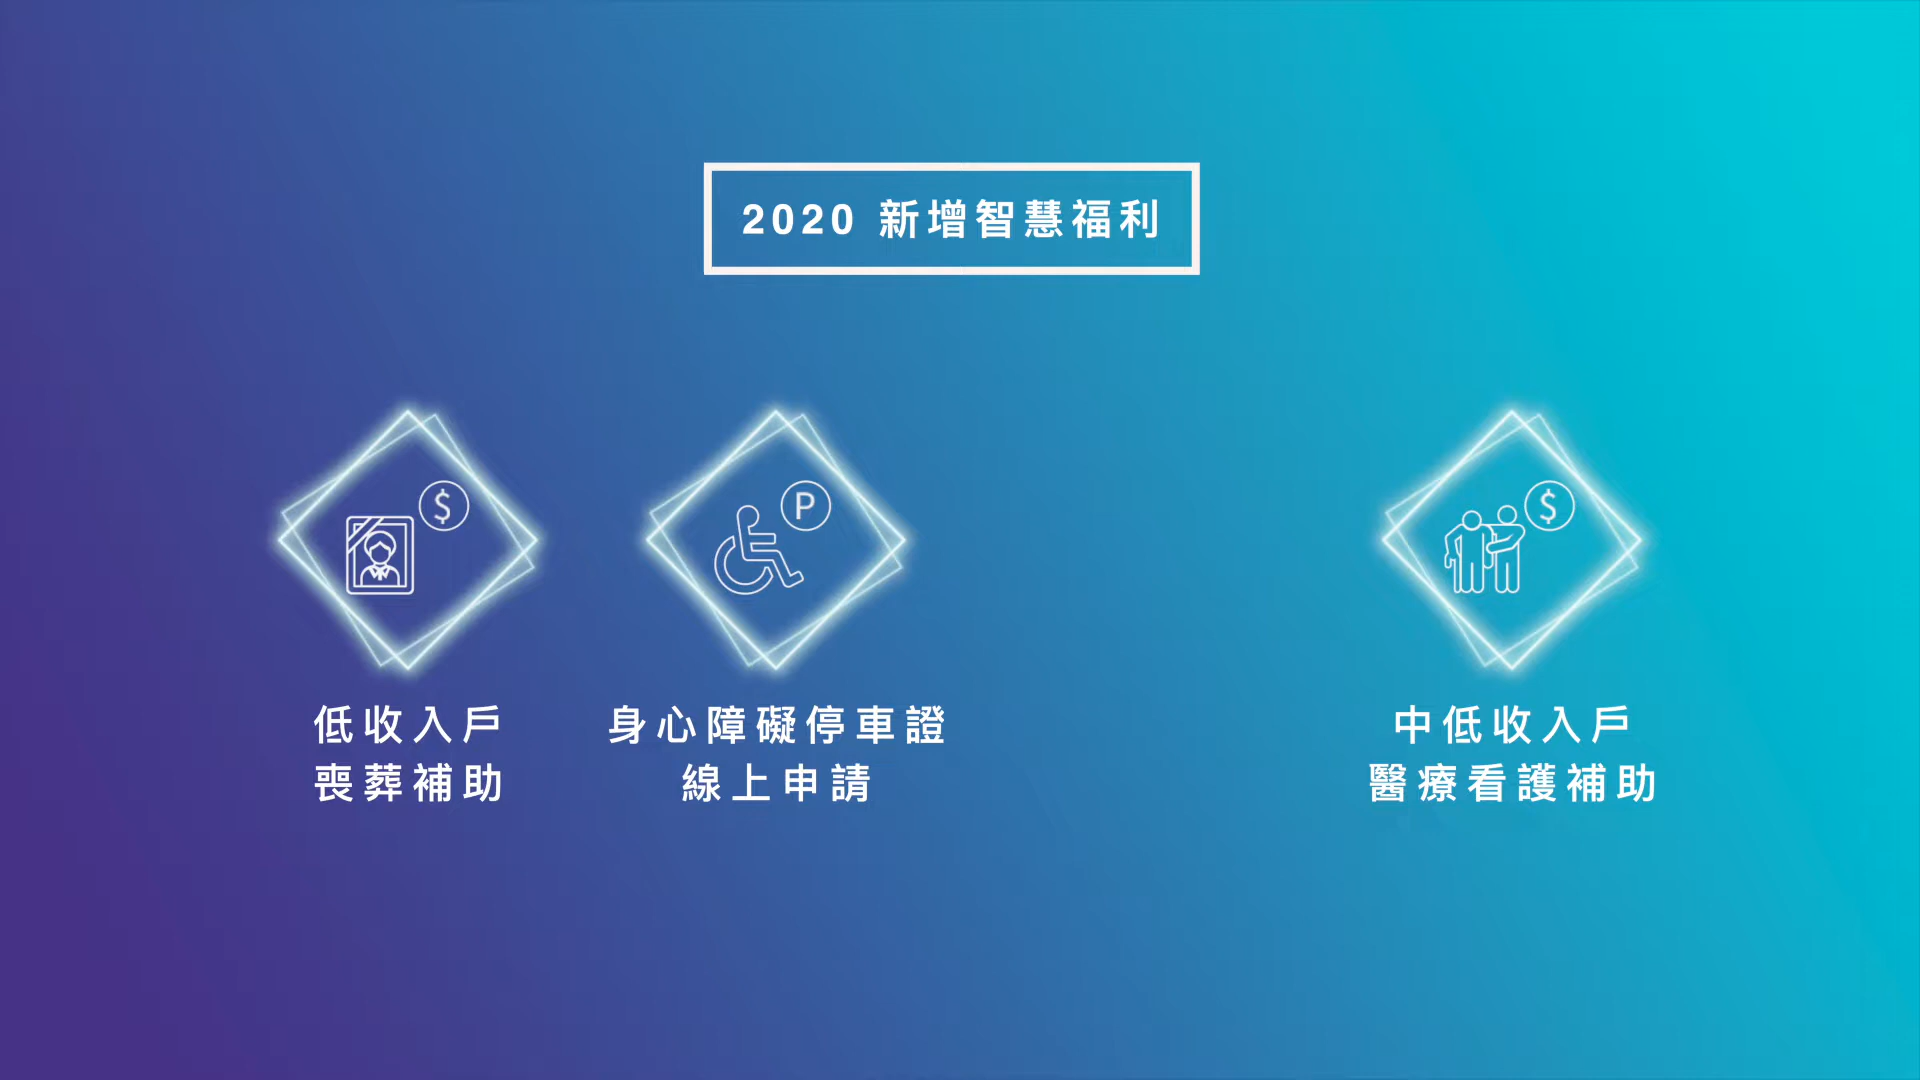 2020 新增智慧福利
$
低收入戶
喪葬補助
P
身心障礙停車證
線上申請
$
中低收入戶
醫療看護補助